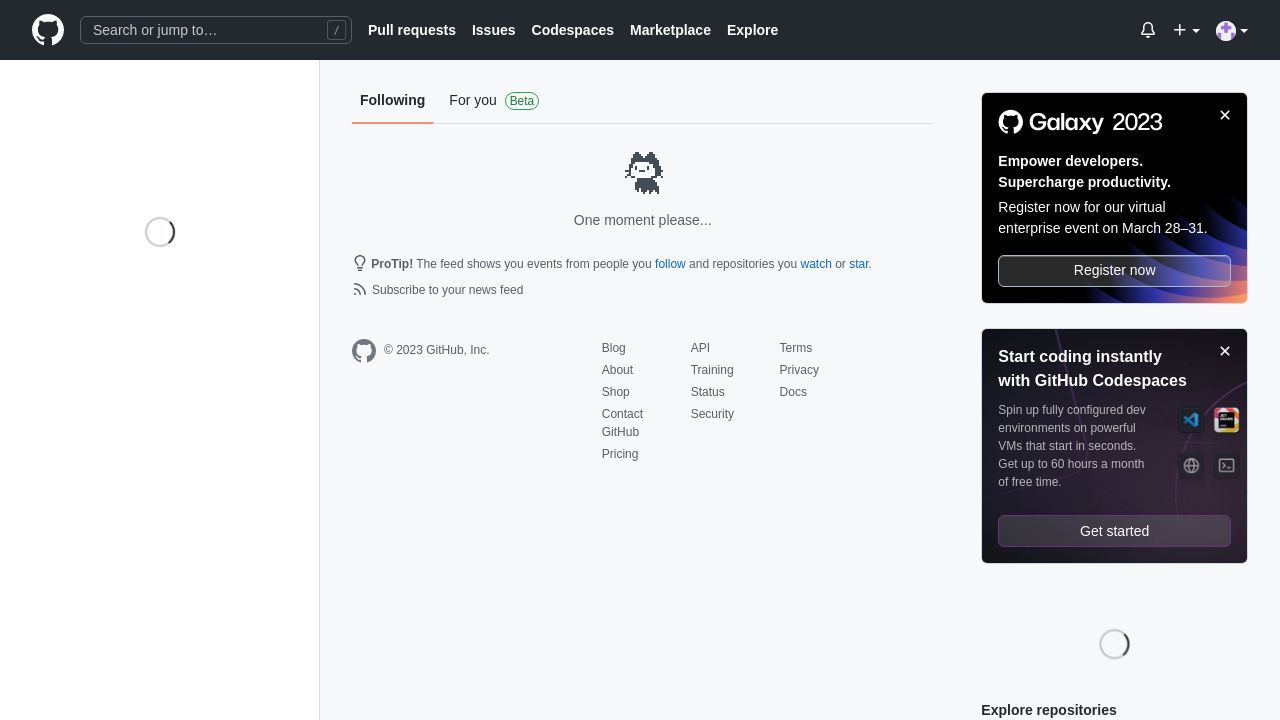 Search or jump to…
/
Pull requests
Issues
Codespaces
Marketplace
Explore
Following
For you
Beta
One moment please...
ProTip! The feed shows you events from people you follow and repositories you watch or star.
Subscribe to your news feed
© 2023 GitHub, Inc.
Blog
About
Shop
Contact
GitHub
Pricing
API
Training
Status
Security
Terms
Privacy
Docs
Galaxy 2023
Empower developers.
Supercharge productivity.
Register now for our virtual
enterprise event on March 28–31.
Register now
Start coding instantly
with GitHub Codespaces
Spin up fully configured dev
environments on powerful
VMs that start in seconds.
Get up to 60 hours a month
of free time.
Get started
Explore repositories